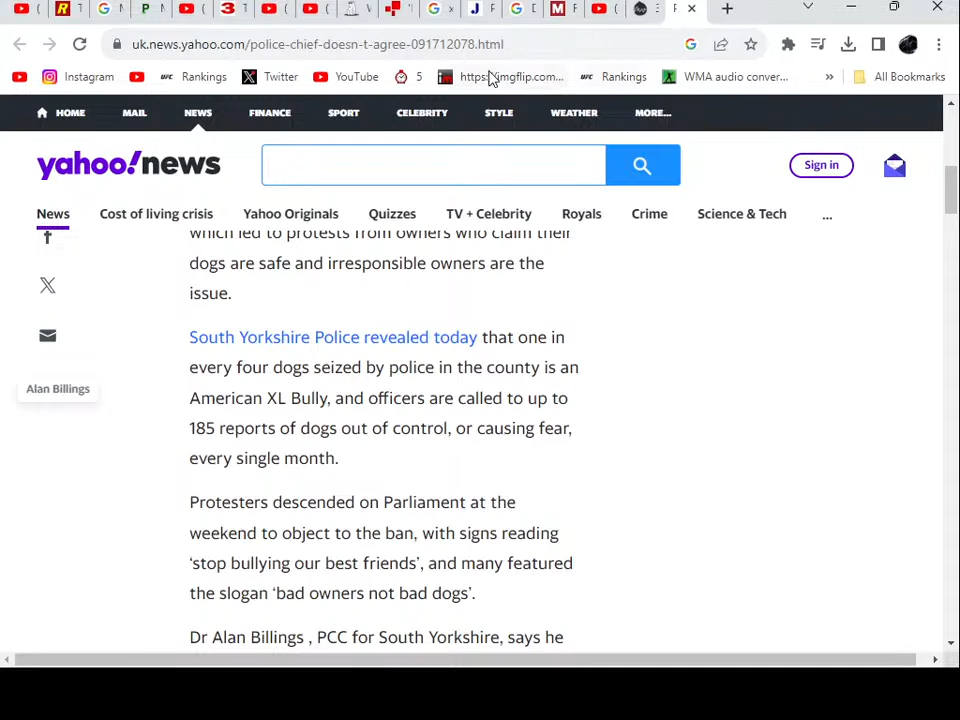 uk.news.yahoo.com/police-chief-doesn-t-agree-091712078.html
Instagram UFC Rankings Twitter YouTube 5 UFC Rankings WMA audio conver... » All Bookmarks
HOME MAIL NEWS FINANCE SPORT CELEBRITY STYLE WEATHER MORE...
yahoo!news Sign in
News Cost of living crisis Yahoo Originals Quizzes TV + Celebrity Royals Crime Science & Tech ...
which led to protests from owners who claim their
dogs are safe and irresponsible owners are the
issue.
South Yorkshire Police revealed today that one in
every four dogs seized by police in the county is an
Alan Billings
American XL Bully, and officers are called to up to
185 reports of dogs out of control, or causing fear,
every single month.
Protesters descended on Parliament at the
weekend to object to the ban, with signs reading
‘stop bullying our best friends’, and many featured
the slogan ‘bad owners not bad dogs’.
Dr Alan Billings , PCC for South Yorkshire, says he